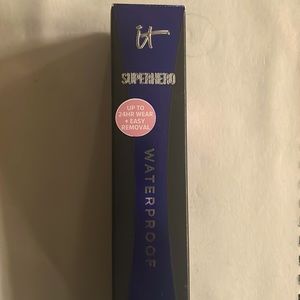 it
SUPERHERO
UP TO
24HR WEAR
+ EASY
REMOVAL
WATERPROOF